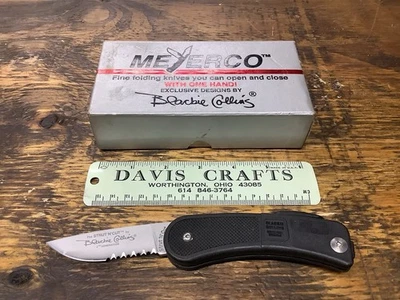 MEYERCO™
Fine folding knives you can open and close
WITH ONE HAND!
EXCLUSIVE DESIGNS BY
Blackie Collins®
DAVIS CRAFTS
WORTHINGTON, OHIO 43085
614 846-3764
Blackie Collins